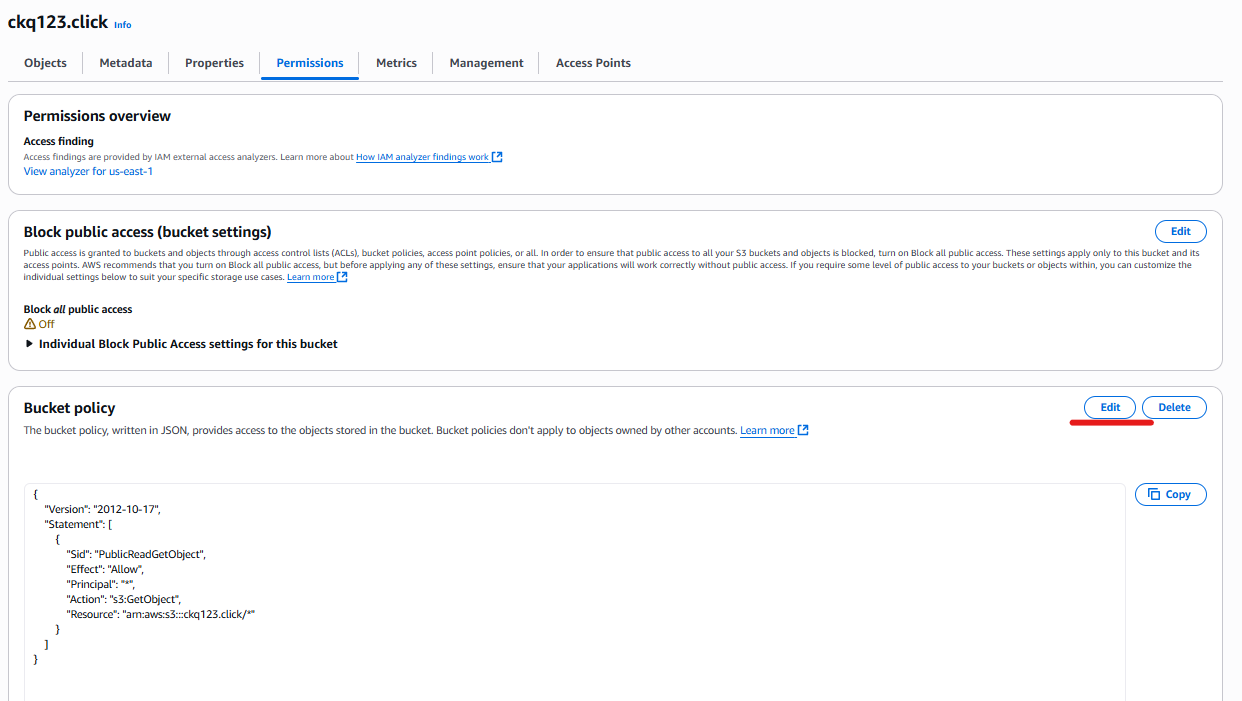 ckq123.click Info
Objects
Metadata
Properties
Permissions
Metrics
Management
Access Points
Permissions overview
Access finding
Access findings are provided by IAM external access analyzers. Learn more about How IAM analyzer findings work
View analyzer for us-east-1
Block public access (bucket settings)
Edit
Public access is granted to buckets and objects through access control lists (ACLs), bucket policies, access point policies, or all. In order to ensure that public access to all your S3 buckets and objects is blocked, turn on Block all public access. These settings apply only to this bucket and its
access points. AWS recommends that you turn on Block all public access, but before applying any of these settings, ensure that your applications will work correctly without public access. If you require some level of public access to your buckets or objects within, you can customize the
individual settings below to suit your specific storage use cases. Learn more
Block all public access
Off
Individual Block Public Access settings for this bucket
Bucket policy
Edit
Delete
The bucket policy, written in JSON, provides access to the objects stored in the bucket. Bucket policies don't apply to objects owned by other accounts. Learn more
Copy
{
"Version": "2012-10-17",
"Statement": [
{
"Sid": "PublicReadGetObject",
"Effect": "Allow",
"Principal": "*",
"Action": "s3:GetObject",
"Resource": "arn:aws:s3:::ckq123.click/*"
}
]
}